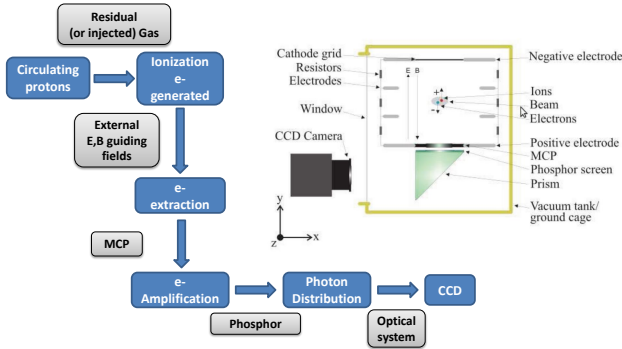 Residual
(or injected) Gas
Circulating
protons
Ionization
e-
generated
External
E,B guiding
fields
e-
extraction
MCP
e-
Amplification
Photon
Distribution
CCD
Phosphor
Optical
system
Cathode grid
Resistors
Electrodes
Window
CCD Camera
E
B
+
-
Negative electrode
Ions
Beam
Electrons
Positive electrode
MCP
Phosphor screen
Prism
Vacuum tank/
ground cage
y
z
x